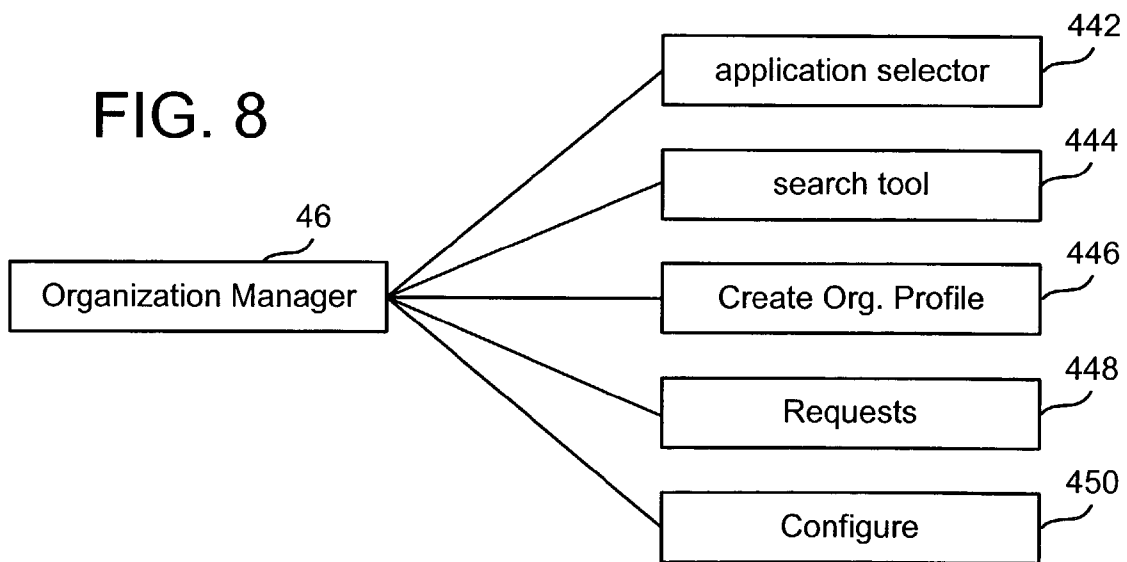 FIG. 8
46
Organization Manager
442
application selector
444
search tool
446
Create Org. Profile
448
Requests
450
Configure